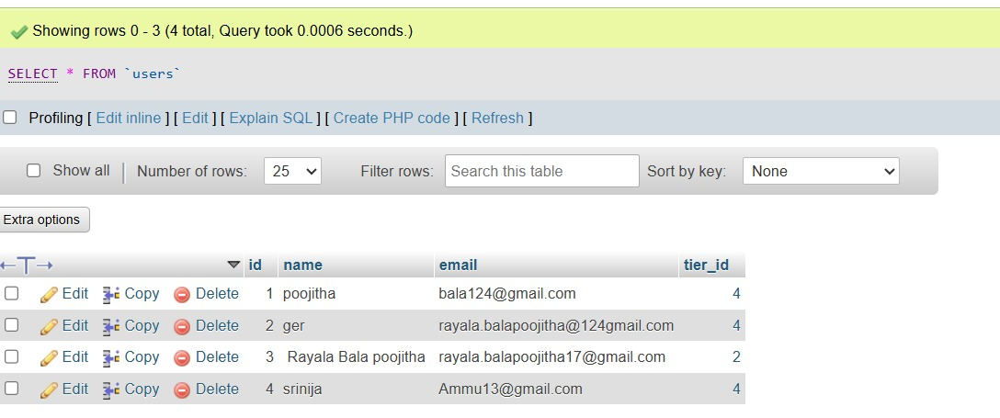 Showing rows 0 - 3 (4 total, Query took 0.0006 seconds.)
SELECT * FROM `users`
Profiling [ Edit inline ] [ Edit ] [ Explain SQL ] [ Create PHP code ] [ Refresh ]
Show all Number of rows: 25 Filter rows: Search this table Sort by key: None
Extra options
id name email tier_id
Edit Copy Delete 1 poojitha bala124@gmail.com 4
Edit Copy Delete 2 ger rayala.balapoojitha@124gmail.com 4
Edit Copy Delete 3 Rayala Bala poojitha rayala.balapoojitha17@gmail.com 2
Edit Copy Delete 4 srinija Ammu13@gmail.com 4